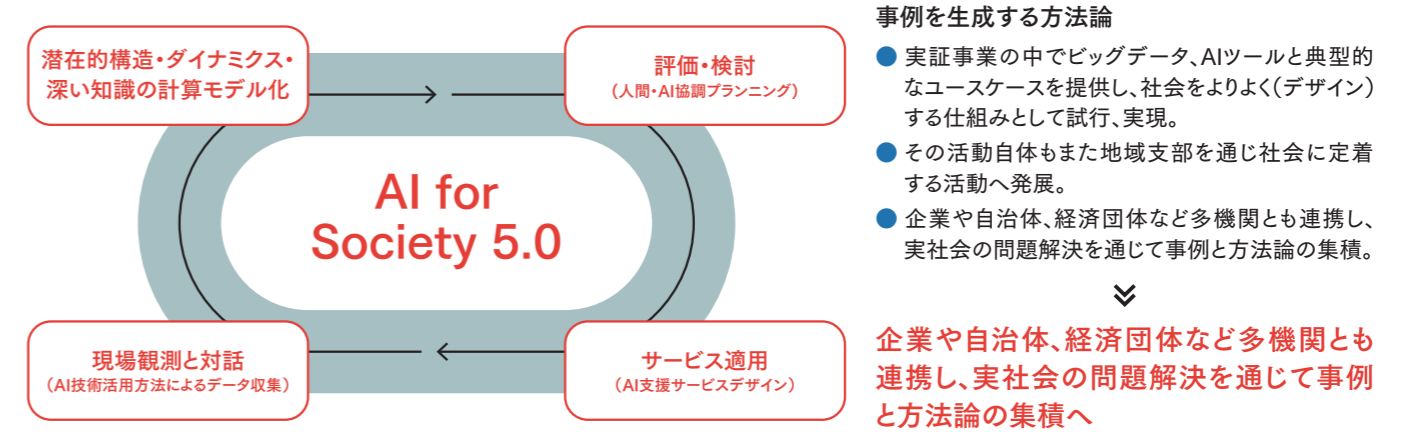 潜在的構造・ダイナミクス・
深い知識の計算モデル化
評価・検討
（人間・AI協調プランニング）
AI for
Society 5.0
現場観測と対話
（AI技術活用方法によるデータ収集）
サービス適用
（AI支援サービスデザイン）
事例を生成する方法論
● 実証事業の中でビッグデータ、AIツールと典型的
なユースケースを提供し、社会をよりよく（デザイン）
する仕組みとして試行、実現。
● その活動自体もまた地域支部を通じ社会に定着
する活動へ発展。
● 企業や自治体、経済団体など多機関とも連携し、
実社会の問題解決を通じて事例と方法論の集積。
企業や自治体、経済団体など多機関とも
連携し、実社会の問題解決を通じて事例
と方法論の集積へ